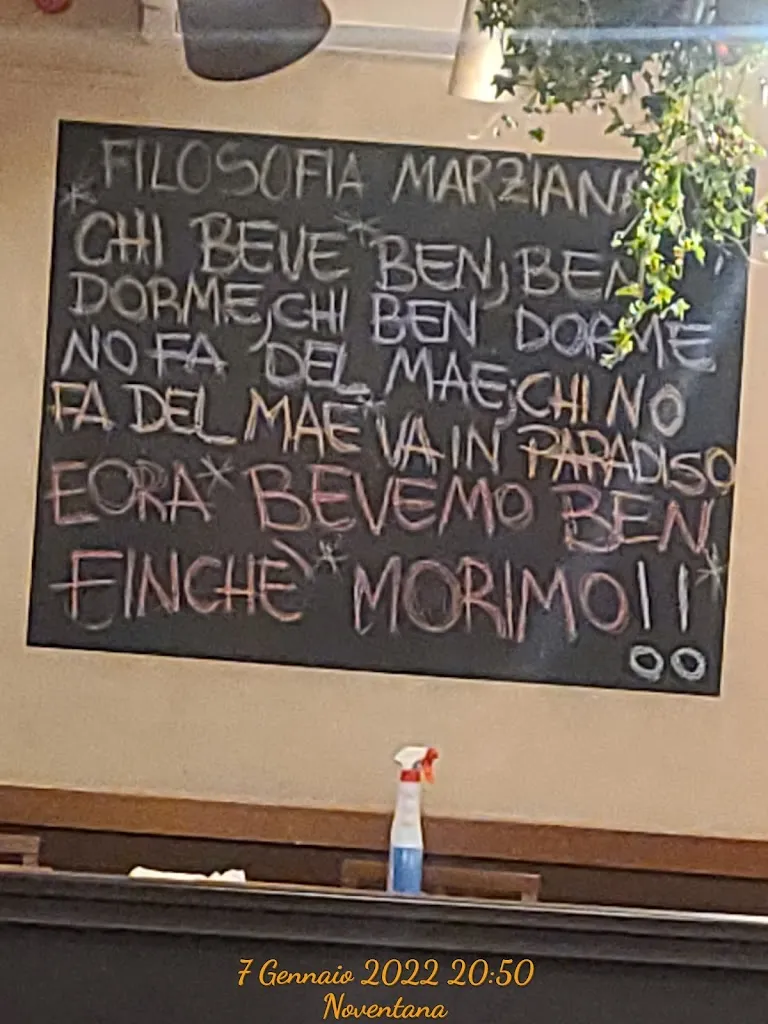 FILOSOFIA MARZIANA
CHI BEVE BEN, BEN
DORME, CHI BEN DORME
NO FA DEL MAE, CHI NO
FA DEL MAE VA IN PARADISO
E ORA BEVEMO BEN
FINCHÈ MORIMO!!
7 Gennaio 2022 20:50
Noventana